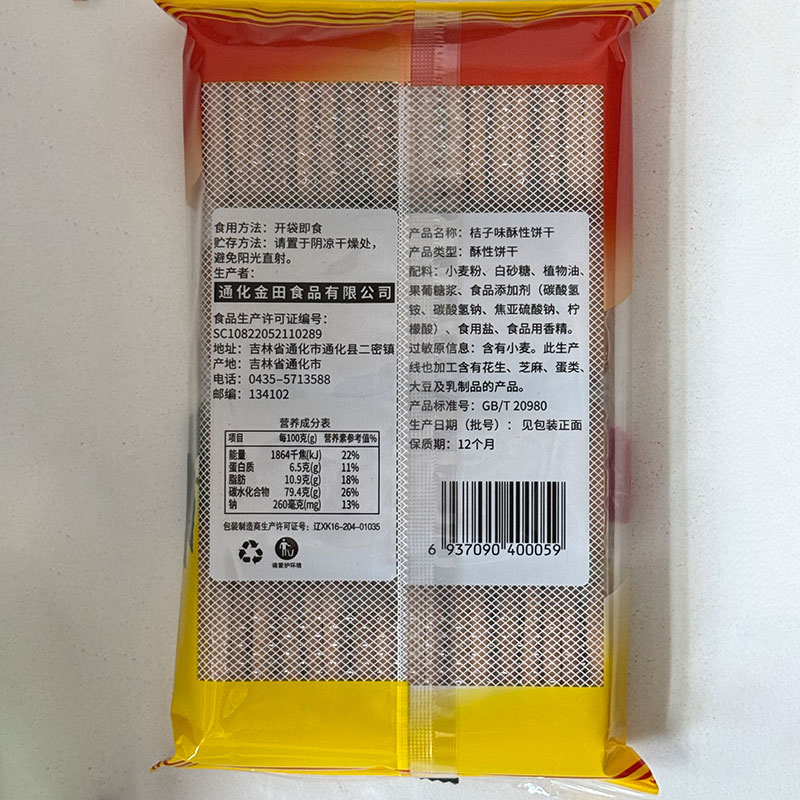 食用方法：开袋即食
贮存方法：请置于阴凉干燥处，
避免阳光直射。
生产者：
通化金田食品有限公司
食品生产许可证编号：
SC10822052110289
地址：吉林省通化市通化县二密镇
产地：吉林省通化市
电话：0435-5713588
邮编：134102
营养成分表
项目 每100克(g) 营养素参考值%
能量 1864千焦(kJ) 22%
蛋白质 6.5克(g) 11%
脂肪 10.9克(g) 18%
碳水化合物 79.4克(g) 26%
钠 260毫克(mg) 13%
包装制造商生产许可证号：辽XK16-204-01035
请爱护环境
产品名称：桔子味酥性饼干
产品类型：酥性饼干
配料：小麦粉、白砂糖、植物油、
果葡糖浆、食品添加剂（碳酸氢
铵、碳酸氢钠、焦亚硫酸钠、柠
檬酸）、食用盐、食品用香精。
过敏原信息：含有小麦。此生产
线也加工含有花生、芝麻、蛋类、
大豆及乳制品的产品。
产品标准号：GB/T 20980
生产日期（批号）：见包装正面
保质期：12个月
6 937090 400059